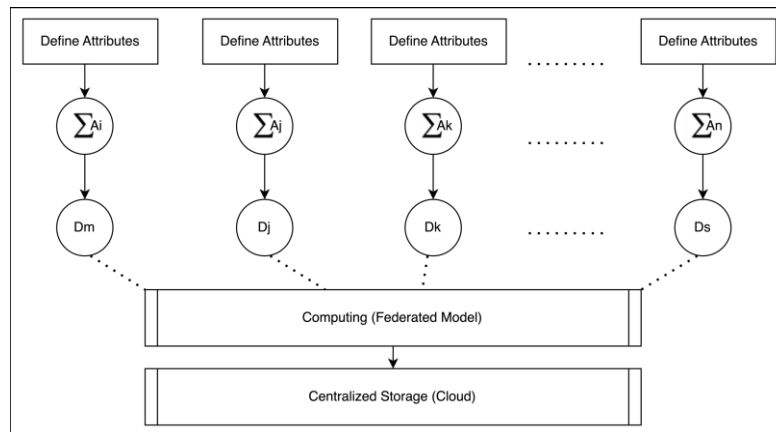 Define Attributes
Define Attributes
Define Attributes
Define Attributes
∑Ai
∑Aj
∑Ak
∑An
Dm
Dj
Dk
Ds
Computing (Federated Model)
Centralized Storage (Cloud)